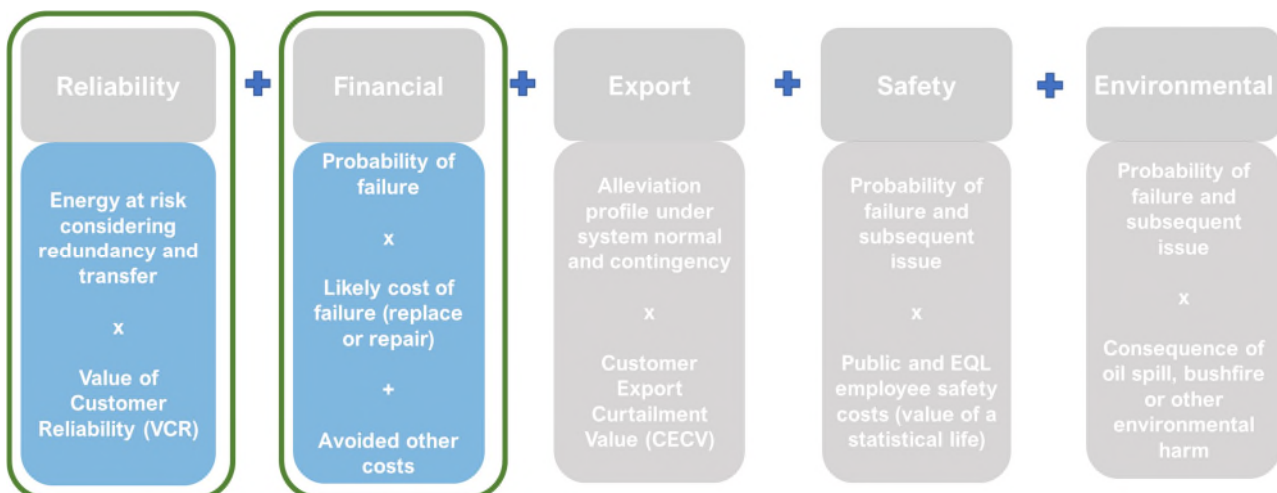 Reliability
Energy at risk
considering
redundancy and
transfer
x
Value of
Customer
Reliability (VCR)
Financial
Probability of
failure
x
Likely cost of
failure (replace
or repair)
+
Avoided other
costs
Export
Alleviation
profile under
system normal
and contingency
x
Customer
Export
Curtailment
Value (CECV)
Safety
Probability of
failure and
subsequent
issue
x
Public and EQL
employee safety
costs (value of a
statistical life)
Environmental
Probability of
failure and
subsequent
issue
x
Consequence of
oil spill, bushfire
or other
environmental
harm